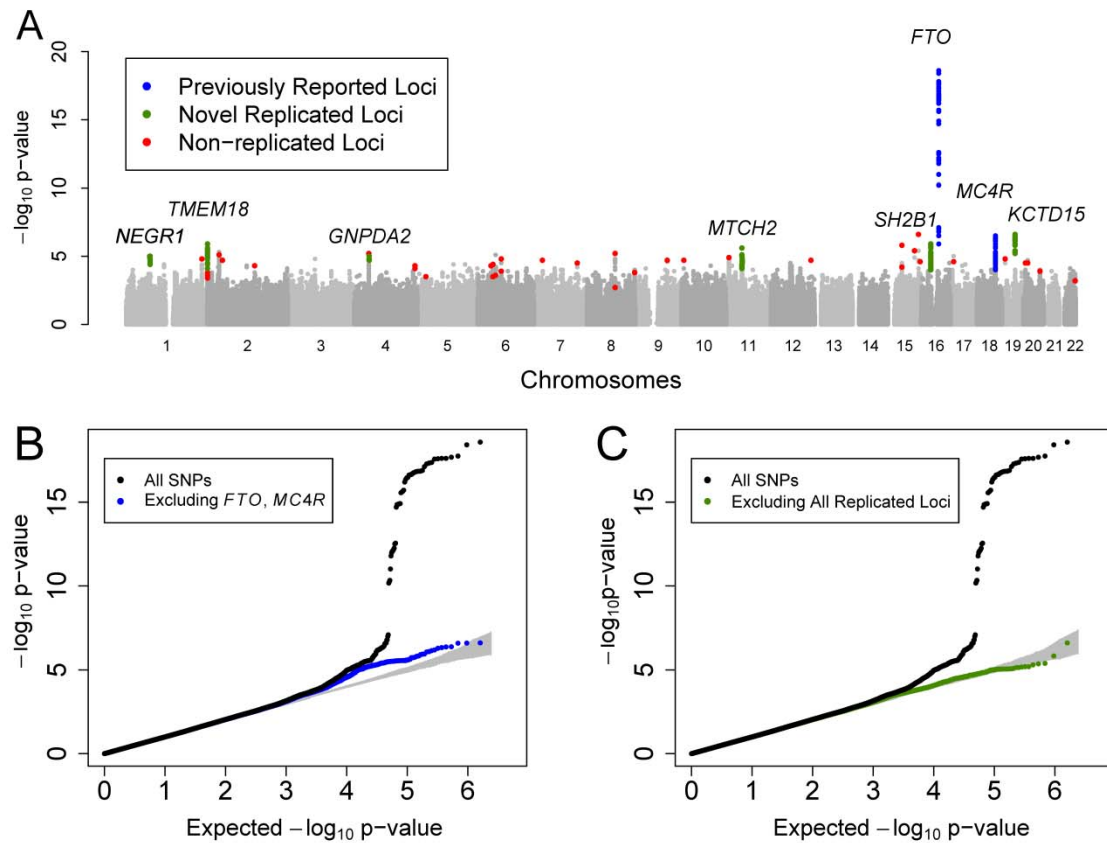 A
FTO
Previously Reported Loci
Novel Replicated Loci
Non-replicated Loci
NEGR1
TMEM18
GNPDA2
MTCH2
SH2B1
MC4R
KCTD15
−log10 p−value
0 5 10 15 20
1 2 3 4 5 6 7 8 9 10 11 12 13 14 15 16 17 18 19 20 21 22
Chromosomes
B
All SNPs
Excluding FTO, MC4R
−log10 p−value
0 5 10 15
0 1 2 3 4 5 6
Expected −log10 p−value
C
All SNPs
Excluding All Replicated Loci
−log10p−value
0 5 10 15
0 1 2 3 4 5 6
Expected −log10 p−value